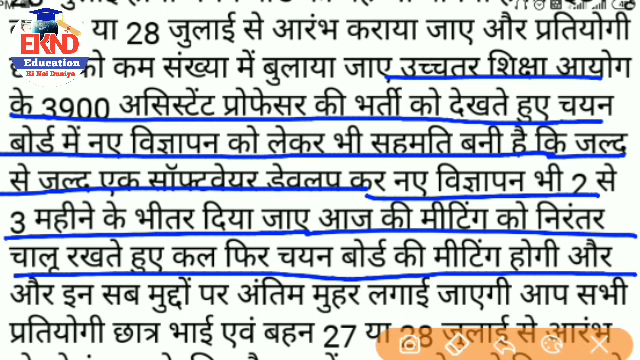 EKND
Education
Ki Nai Duniya
या 28 जुलाई से आरंभ कराया जाए और प्रतियोगी
को कम संख्या में बुलाया जाए उच्चतर शिक्षा आयोग
के 3900 असिस्टेंट प्रोफेसर की भर्ती को देखते हुए चयन
बोर्ड में नए विज्ञापन को लेकर भी सहमति बनी है कि जल्द
से जल्द एक सॉफ्टवेयर डेवलप कर नए विज्ञापन भी 2 से
3 महीने के भीतर दिया जाए आज की मीटिंग को निरंतर
चालू रखते हुए कल फिर चयन बोर्ड की मीटिंग होगी और
और इन सब मुद्दों पर अंतिम मुहर लगाई जाएगी आप सभी
प्रतियोगी छात्र भाई एवं बहन 27 या 28 जुलाई से आरंभ